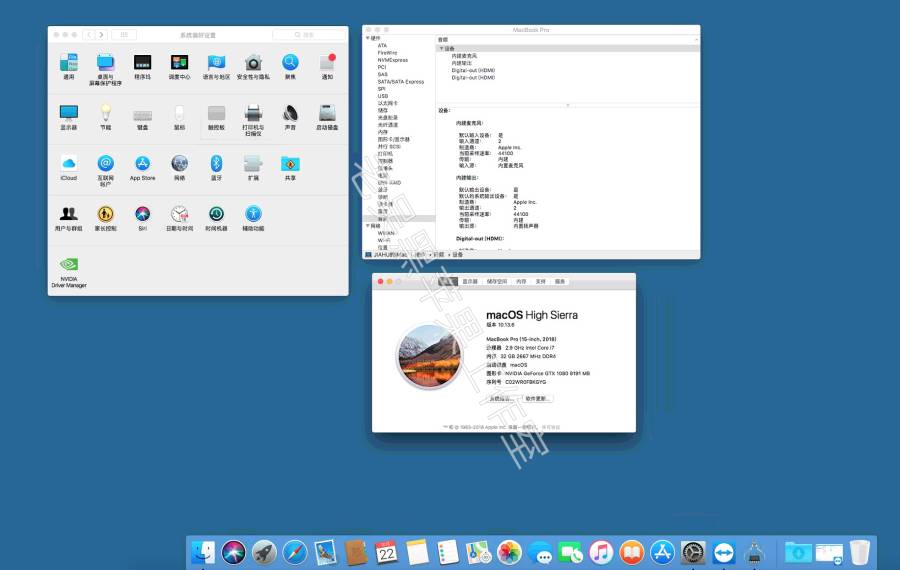 系统偏好设置
搜索
通用
桌面与
屏幕保护程序
程序坞
调度中心
语言与地区
安全性与隐私
聚焦
通知
显示器
节能
键盘
鼠标
触控板
打印机与
扫描仪
声音
启动磁盘
iCloud
互联网
帐户
App Store
网络
蓝牙
扩展
共享
用户与群组
家长控制
Siri
日期与时间
时间机器
辅助功能
NVIDIA
Driver Manager
MacBook Pro
硬件
ATA
FireWire
NVMExpress
PCI
SAS
SATA/SATA Express
SPI
USB
以太网卡
储存
光盘刻录
光纤通道
内存
图形卡/显示器
并行 SCSI
打印机
蓝牙
网络
WWAN
Wi-Fi
位置
音频
设备
内建麦克风
内建输出
Digital-out (HDMI)
Digital-out (HDMI)
设备：
内建麦克风：
默认输入设备： 是
输入通道： 2
制造商： Apple Inc.
当前采样速率： 44100
传输： 内建
输入源： 内置麦克风
内建输出：
默认输出设备： 是
默认的系统输出设备： 是
制造商： Apple Inc.
输出通道： 2
当前采样速率： 44100
传输： 内建
输出源： 内置扬声器
Digital-out (HDMI)：
JIAHU的iMac 硬件 音频 设备
显示器 储存空间 内存 支持 服务
macOS High Sierra
版本 10.13.6
MacBook Pro (15-inch, 2018)
处理器 2.9 GHz Intel Core i7
内存 32 GB 2667 MHz DDR4
启动磁盘 macOS
图形卡 NVIDIA GeForce GTX 1080 8191 MB
序列号 C02WR0FBKGYG
系统报告... 软件更新...
™ 和 © 1983-2018 Apple Inc. 保留一切权利。 许可协议
22